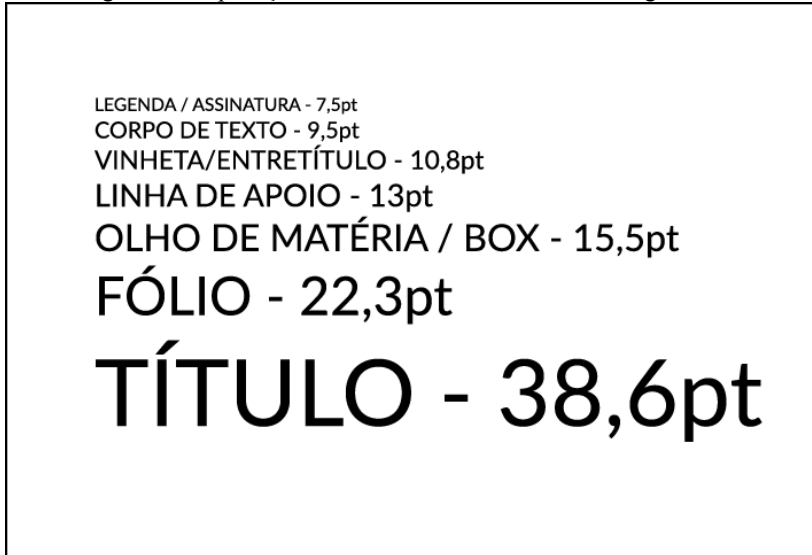 LEGENDA / ASSINATURA - 7,5pt
CORPO DE TEXTO - 9,5pt
VINHETA/ENTRETÍTULO - 10,8pt
LINHA DE APOIO - 13pt
OLHO DE MATÉRIA / BOX - 15,5pt
FÓLIO - 22,3pt
TÍTULO - 38,6pt